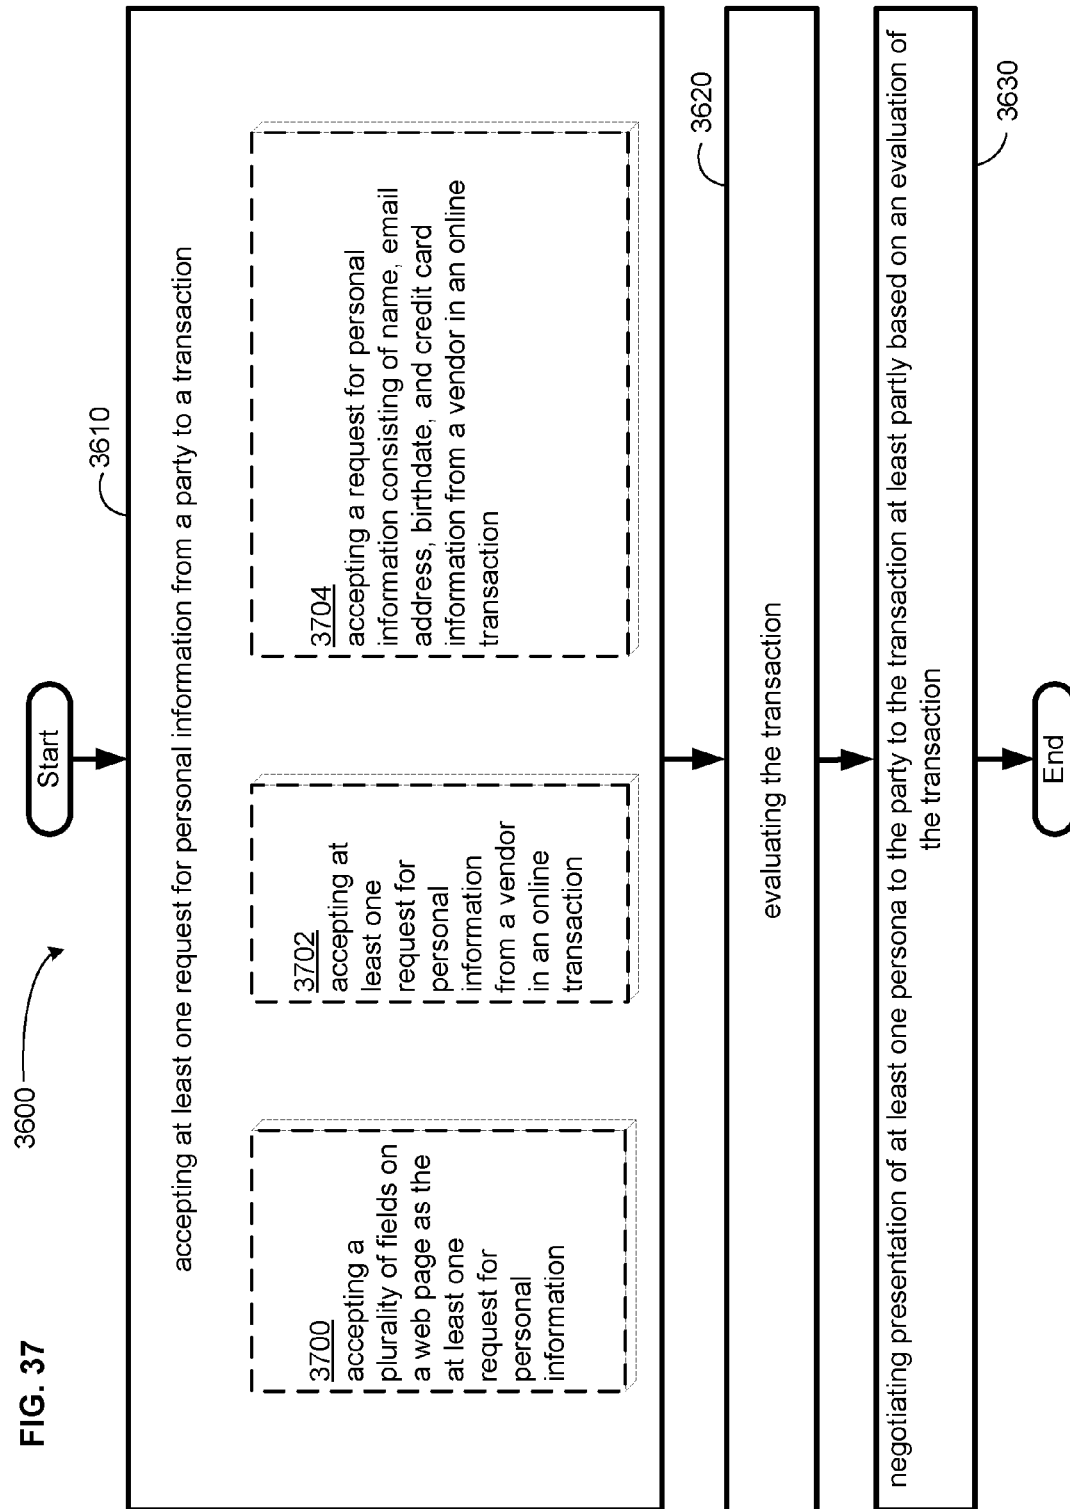 FIG. 37
3600
Start
3610
accepting at least one request for personal information from a party to a transaction
3700
accepting a
plurality of fields on
a web page as the
at least one
request for
personal
information
3702
accepting at
least one
request for
personal
information
from a vendor
in an online
transaction
3704
accepting a request for personal
information consisting of name, email
address, birthdate, and credit card
information from a vendor in an online
transaction
3620
evaluating the transaction
3630
negotiating presentation of at least one persona to the party to the transaction at least partly based on an evaluation of
the transaction
End